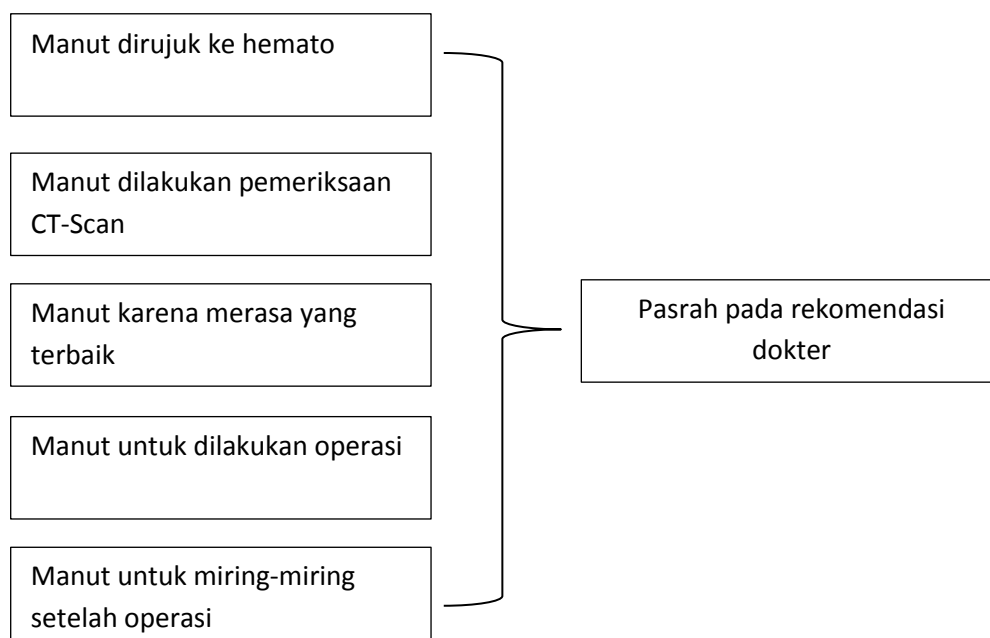 Manut dirujuk ke hemato
Manut dilakukan pemeriksaan
CT-Scan
Manut karena merasa yang
terbaik
Manut untuk dilakukan operasi
Manut untuk miring-miring
setelah operasi
Pasrah pada rekomendasi
dokter